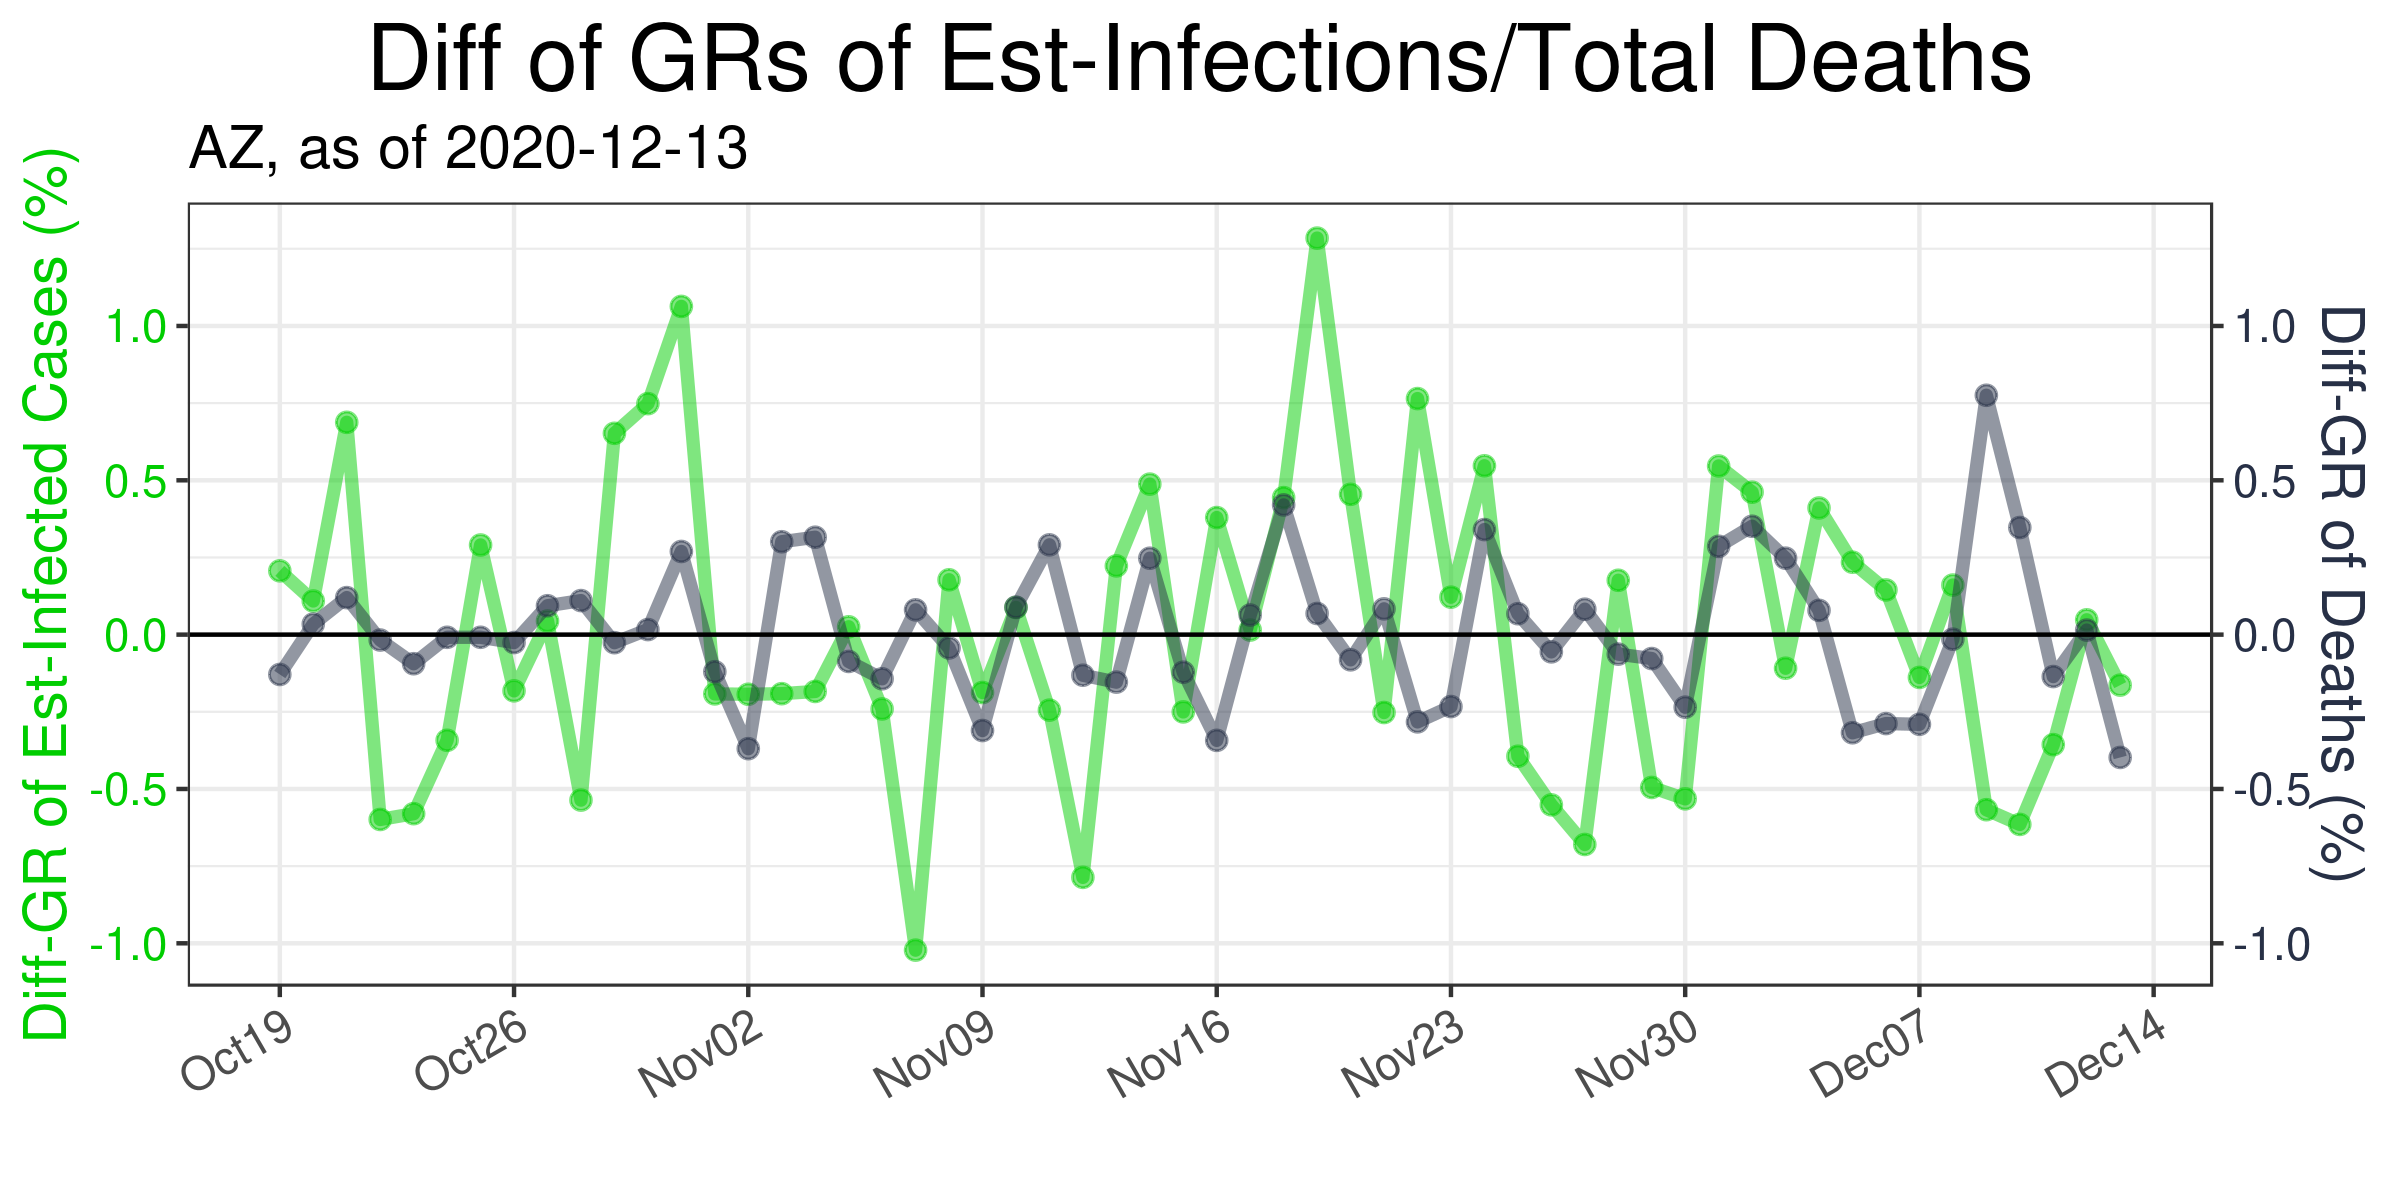 Diff of GRs of Est-Infections/Total Deaths
AZ, as of 2020-12-13
Diff-GR of Est-Infected Cases (%)
1.0
0.5
0.0
-0.5
-1.0
1.0
0.5
0.0
-0.5
-1.0
Diff-GR of Deaths (%)
Oct19
Oct26
Nov02
Nov09
Nov16
Nov23
Nov30
Dec07
Dec14